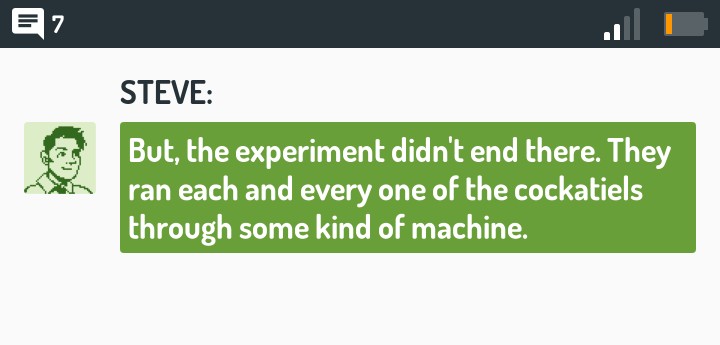 7
STEVE:
But, the experiment didn't end there. They
ran each and every one of the cockatiels
through some kind of machine.